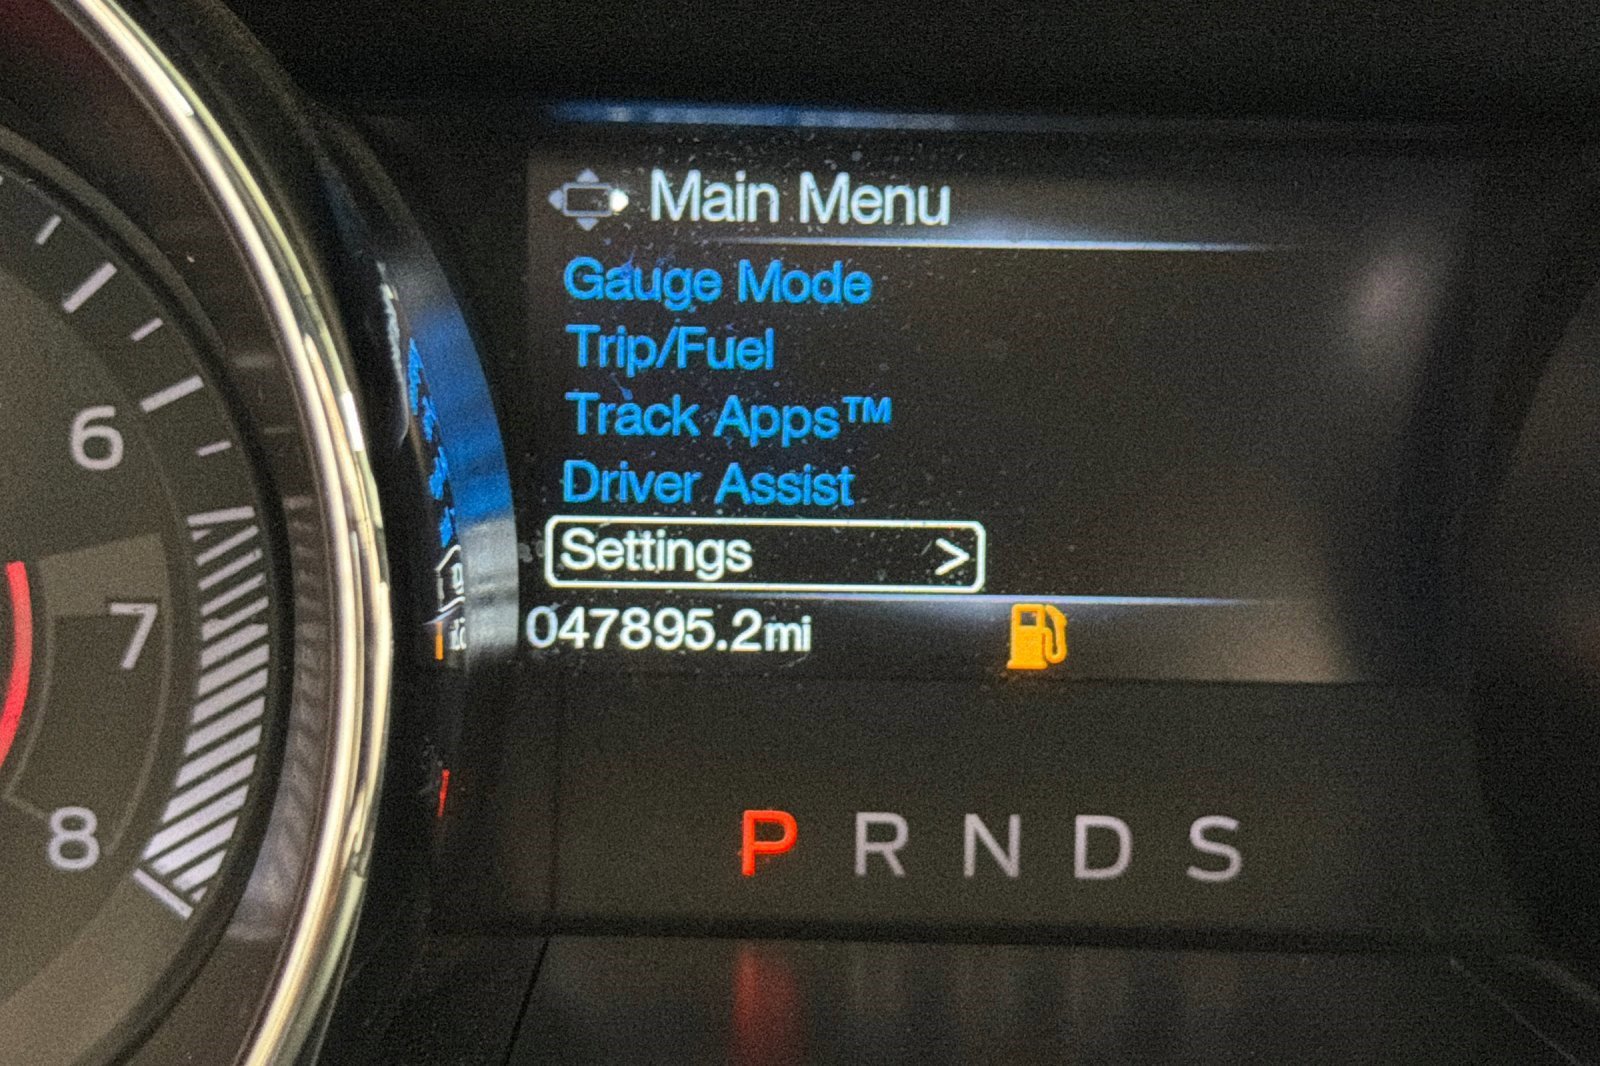 Main Menu
Gauge Mode
Trip/Fuel
Track Apps™
Driver Assist
Settings >
047895.2mi
P R N D S
6
7
8